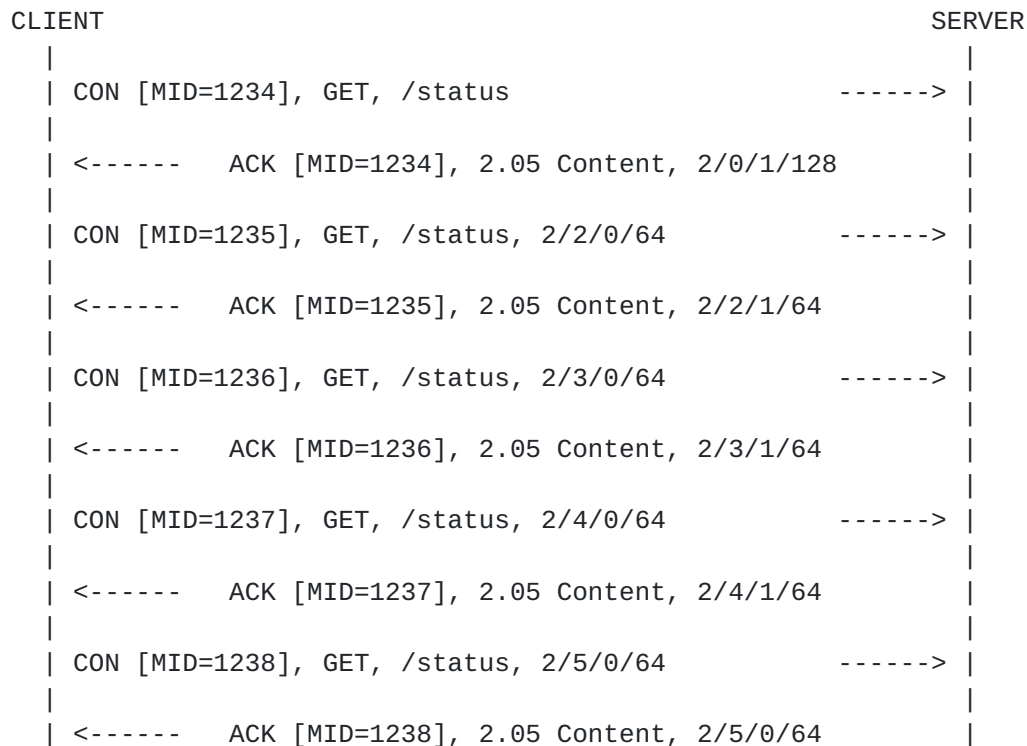 CLIENT                                                     SERVER
  |                                                          |
  | CON [MID=1234], GET, /status                     ------> |
  |                                                          |
  | <------   ACK [MID=1234], 2.05 Content, 2/0/1/128        |
  |                                                          |
  | CON [MID=1235], GET, /status, 2/2/0/64           ------> |
  |                                                          |
  | <------   ACK [MID=1235], 2.05 Content, 2/2/1/64         |
  |                                                          |
  | CON [MID=1236], GET, /status, 2/3/0/64           ------> |
  |                                                          |
  | <------   ACK [MID=1236], 2.05 Content, 2/3/1/64         |
  |                                                          |
  | CON [MID=1237], GET, /status, 2/4/0/64           ------> |
  |                                                          |
  | <------   ACK [MID=1237], 2.05 Content, 2/4/1/64         |
  |                                                          |
  | CON [MID=1238], GET, /status, 2/5/0/64           ------> |
  |                                                          |
  | <------   ACK [MID=1238], 2.05 Content, 2/5/0/64         |